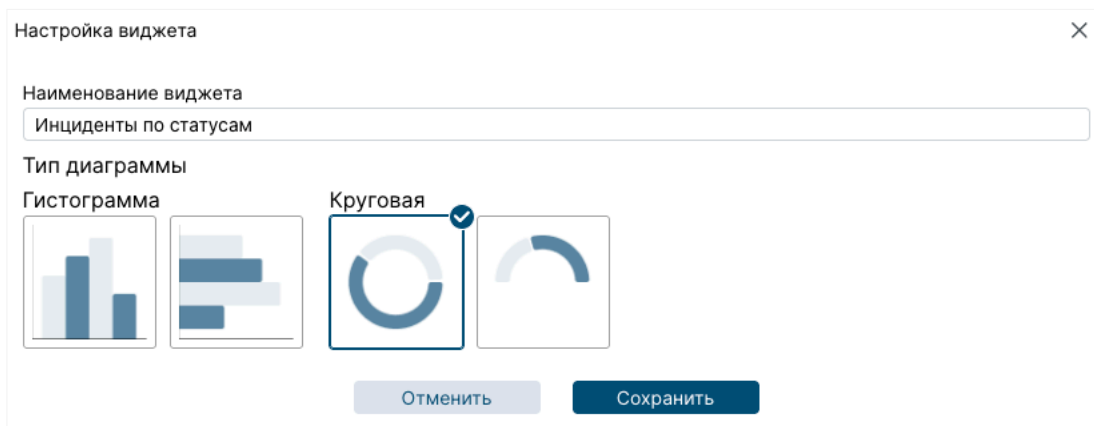 Настройка виджета
Наименование виджета
Инциденты по статусам
Тип диаграммы
Гистограмма Круговая
Отменить Сохранить